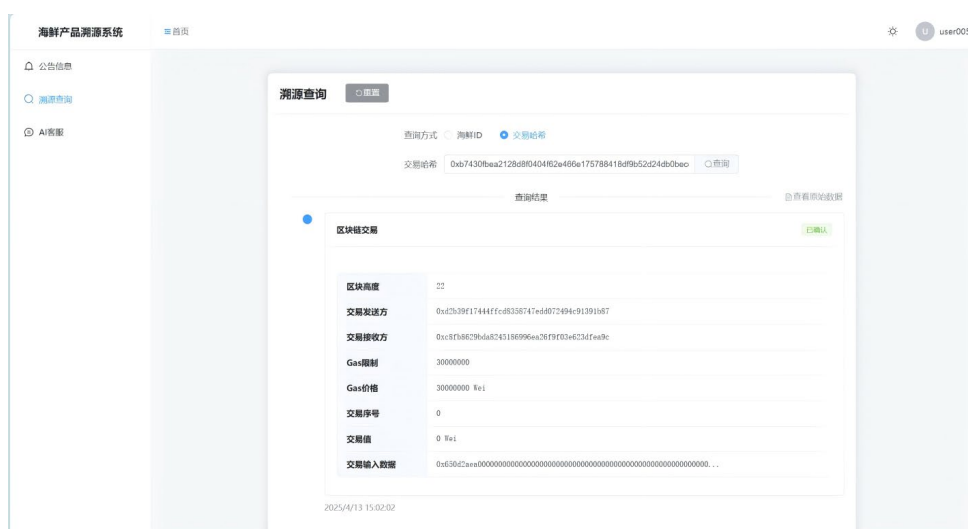 海鲜产品溯源系统
首页
user005
公告信息
溯源查询
AI客服
溯源查询
重置
查询方式 海鲜ID 交易哈希
交易哈希 0xb7430fbea2128d8f0404f62e466e175788418df9b52d24db0bec 查询
查询结果
查看原始数据
区块链交易
已确认
区块高度 22
交易发送方 0xd2b39f17444ffcd8358747edd072494c91391b87
交易接收方 0xc8fb8629bda8245186996ea26f9f03e623dfea9c
Gas限制 30000000
Gas价格 30000000 Wei
交易序号 0
交易值 0 Wei
交易输入数据
2025/4/13 15:02:02